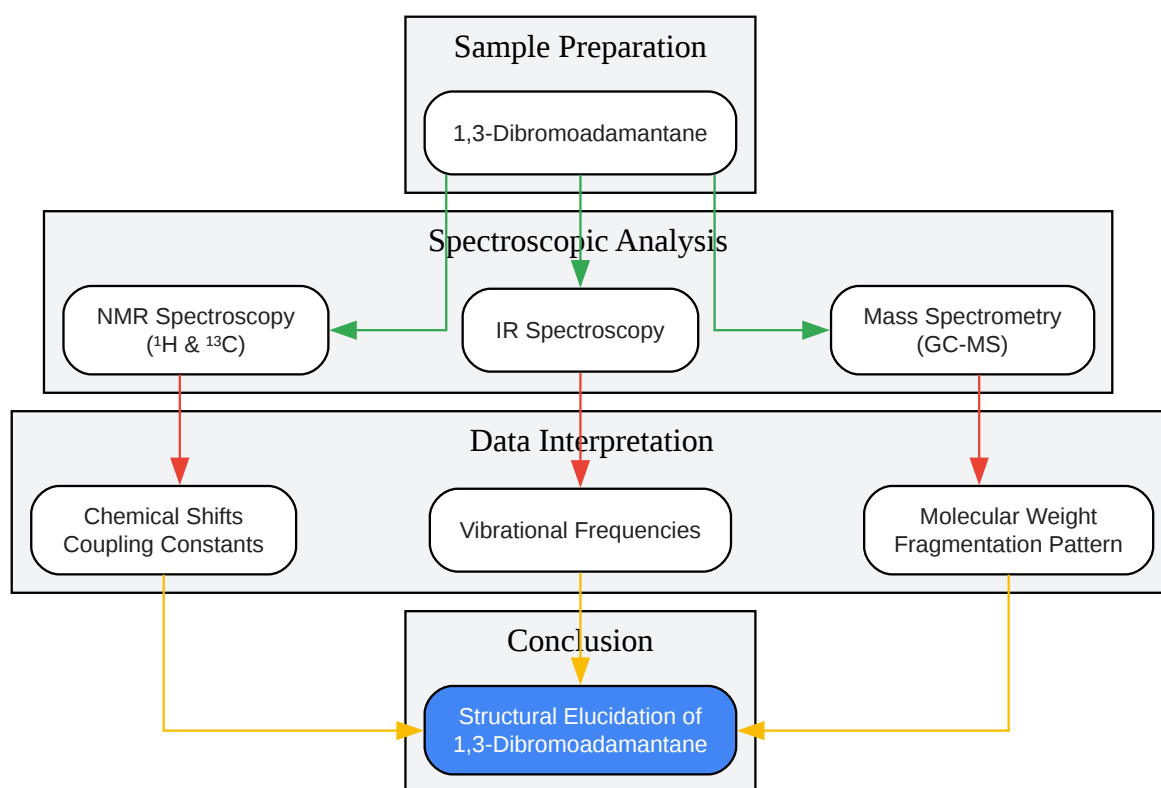 Sample Preparation
1,3-Dibromoadamantane
Spectroscopic Analysis
NMR Spectroscopy
(¹H & ¹³C)
IR Spectroscopy
Mass Spectrometry
(GC-MS)
Data Interpretation
Chemical Shifts
Coupling Constants
Vibrational Frequencies
Molecular Weight
Fragmentation Pattern
Conclusion
Structural Elucidation of
1,3-Dibromoadamantane